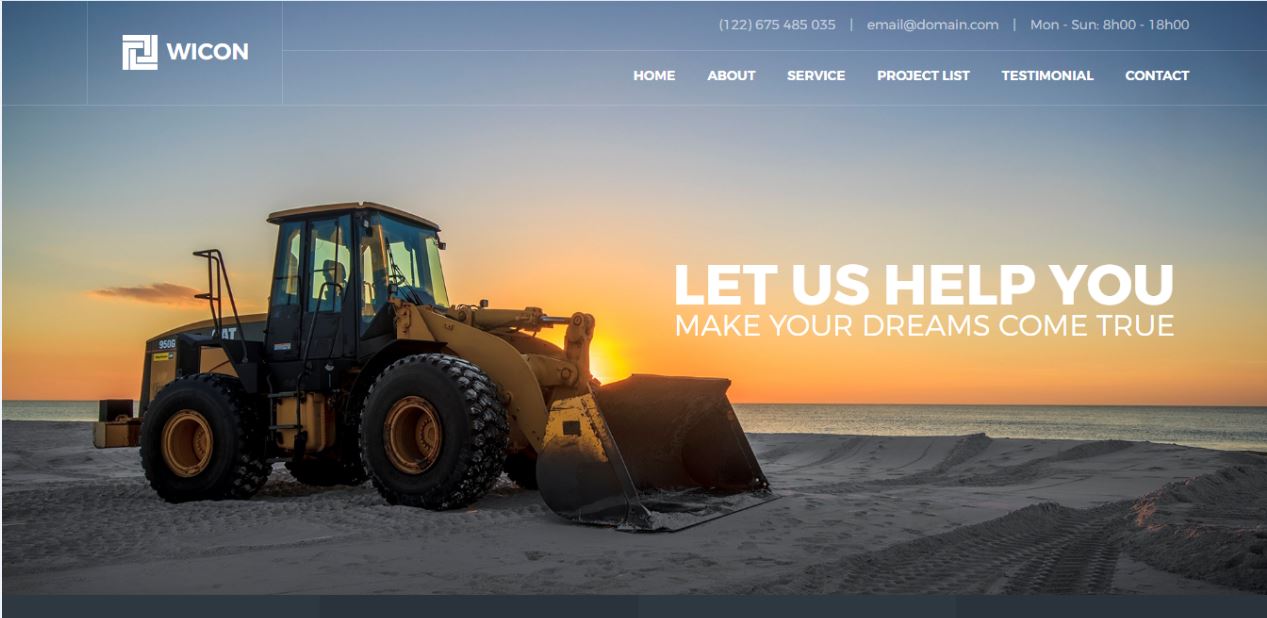 (122) 675 485 035 | email@domain.com | Mon - Sun: 8h00 - 18h00
WICON
HOME ABOUT SERVICE PROJECT LIST TESTIMONIAL CONTACT
LET US HELP YOU
MAKE YOUR DREAMS COME TRUE
CAT
950G